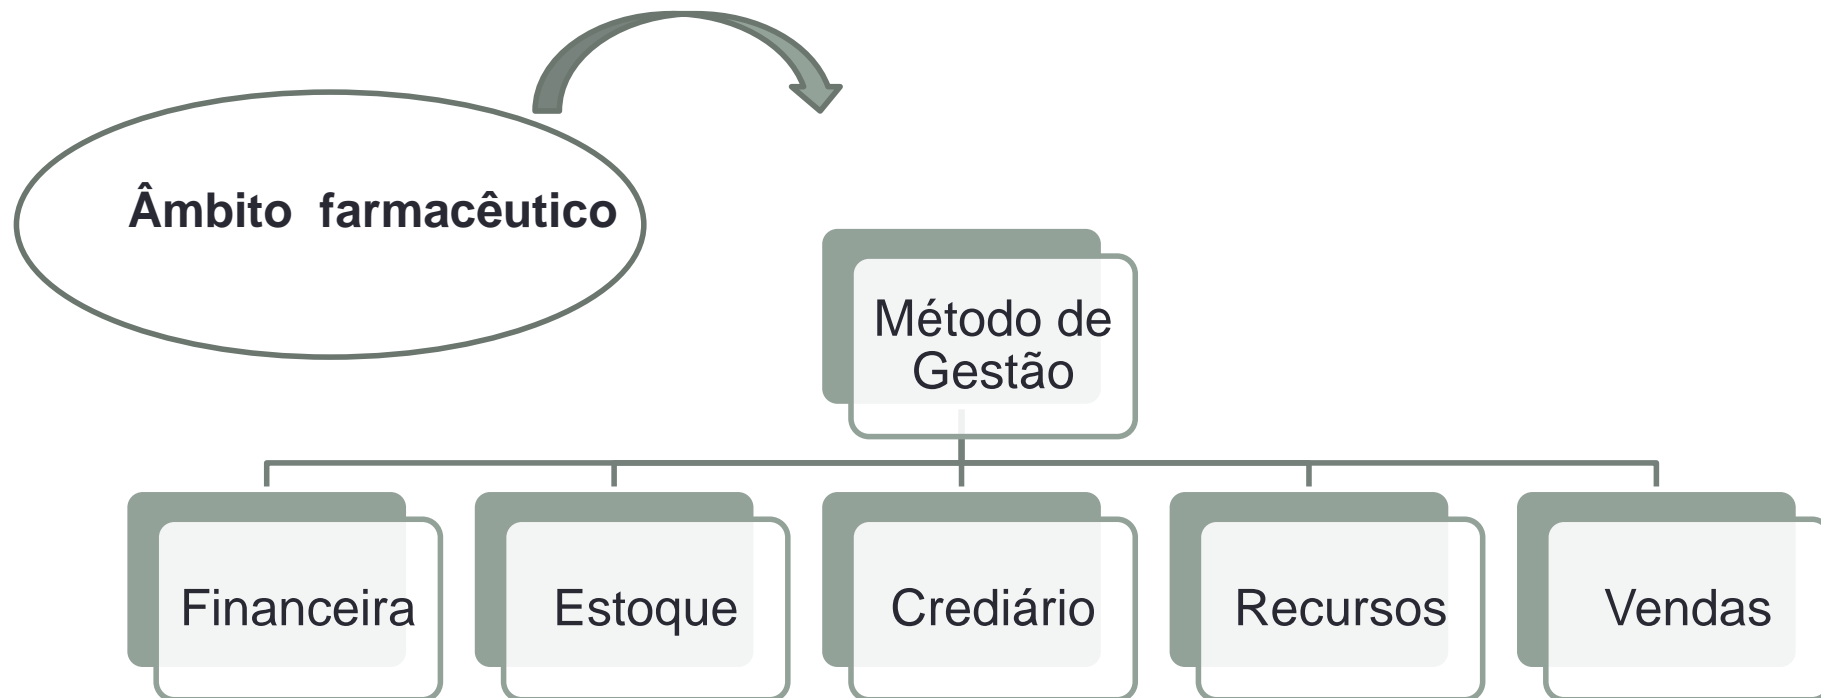 Âmbito farmacêutico
Método de
Gestão
Financeira
Estoque
Crediário
Recursos
Vendas